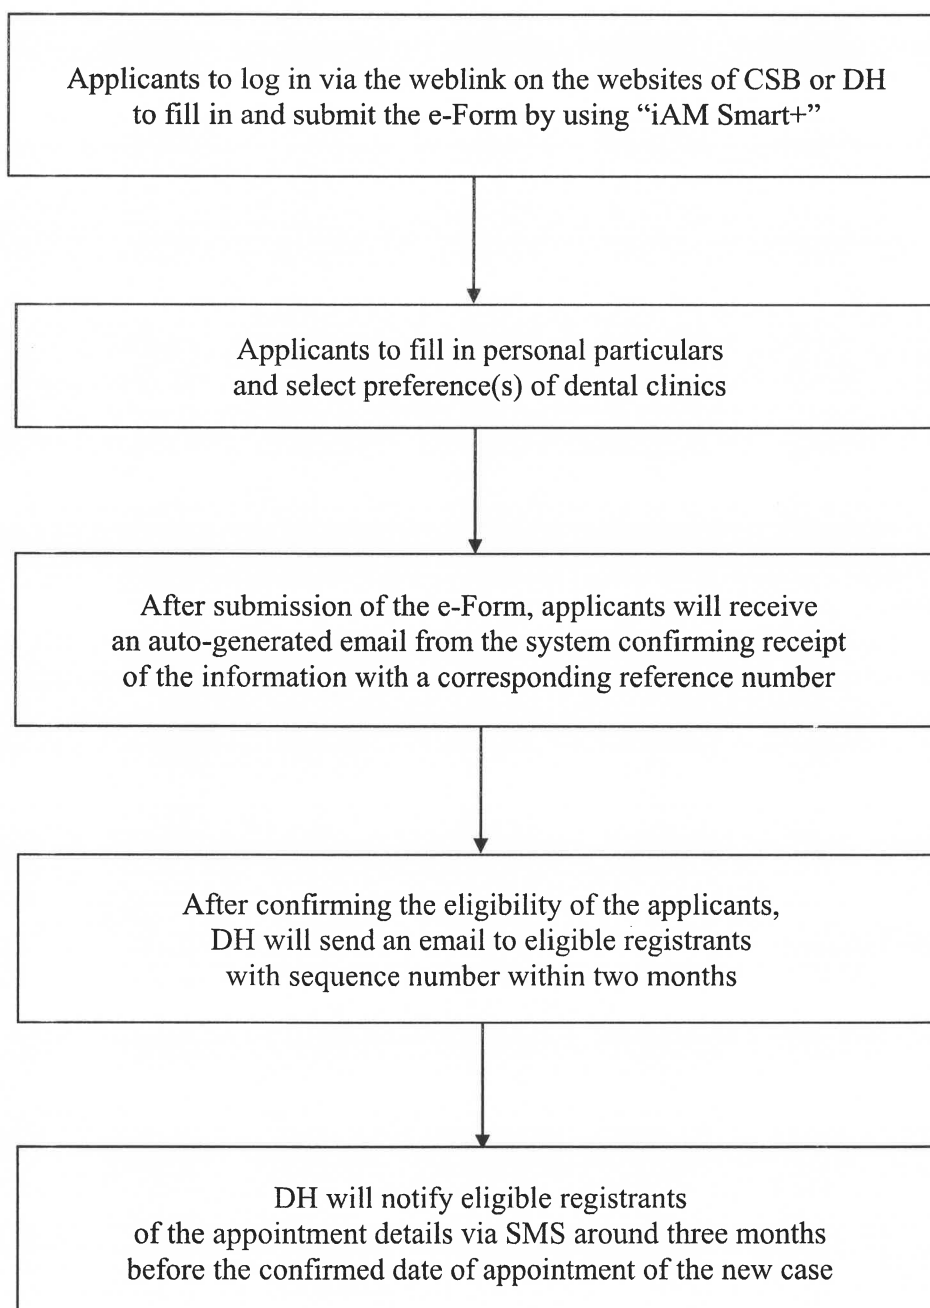 Applicants to log in via the weblink on the websites of CSB or DH
to fill in and submit the e-Form by using “iAM Smart+”
Applicants to fill in personal particulars
and select preference(s) of dental clinics
After submission of the e-Form, applicants will receive
an auto-generated email from the system confirming receipt
of the information with a corresponding reference number
After confirming the eligibility of the applicants,
DH will send an email to eligible registrants
with sequence number within two months
DH will notify eligible registrants
of the appointment details via SMS around three months
before the confirmed date of appointment of the new case